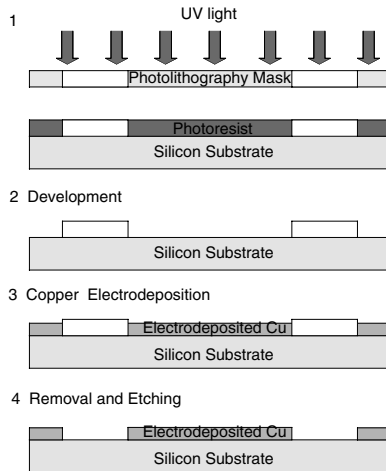 1 UV light
Photolithography Mask
Photoresist
Silicon Substrate
2 Development
Silicon Substrate
3 Copper Electrodeposition
Electrodeposited Cu
Silicon Substrate
4 Removal and Etching
Electrodeposited Cu
Silicon Substrate